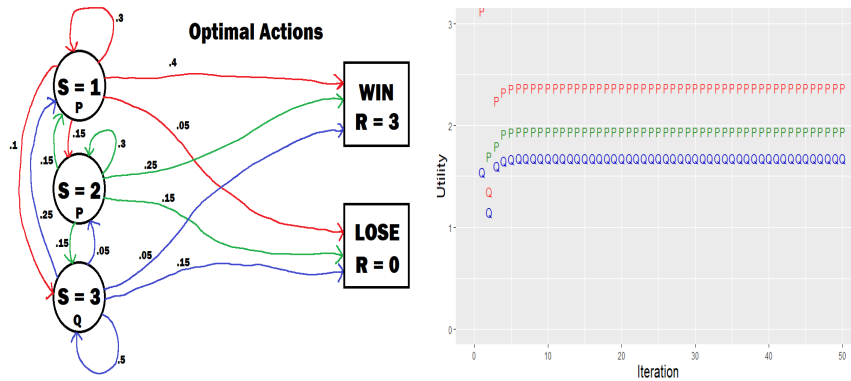 Optimal Actions
.3
S = 1
P
.4
WIN
R = 3
.05
.1
.15
.15
.3
S = 2
P
.25
.15
.25
.15
.05
LOSE
R = 0
.05
.15
S = 3
Q
.5
3
2
1
0
Utility
P
P P P P P P P P P P P P P P P P P P P P P P P P P P P P P P P P P P P P P P P P P P P P P P P P
P P P P P P P P P P P P P P P P P P P P P P P P P P P P P P P P P P P P P P P P P P P P P P P P P
Q Q Q Q Q Q Q Q Q Q Q Q Q Q Q Q Q Q Q Q Q Q Q Q Q Q Q Q Q Q Q Q Q Q Q Q Q Q Q Q Q Q Q Q Q Q Q Q Q
Q
Q
0 10 20 30 40 50
Iteration